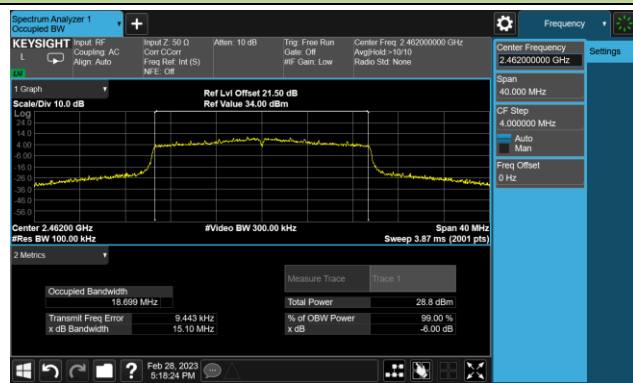 Spectrum Analyzer 1
Occupied BW
Frequency
KEYSIGHT
L
Input: RF
Coupling: AC
Align: Auto
Input Z: 50 Ω
Corr CCorr
Freq Ref: Int (S)
NFE: Off
Atten: 10 dB
Trig: Free Run
Gate: Off
#IF Gain: Low
Center Freq: 2.462000000 GHz
Avg|Hold:>10/10
Radio Std: None
Center Frequency
2.462000000 GHz
Settings
Span
40.000 MHz
CF Step
4.000000 MHz
Auto
Man
Freq Offset
0 Hz
1 Graph
Scale/Div 10.0 dB
Ref Lvl Offset 21.50 dB
Ref Value 34.00 dBm
Log
24.0
14.0
4.00
-6.00
-16.0
-26.0
-36.0
-46.0
-56.0
Center 2.46200 GHz
#Res BW 100.00 kHz
#Video BW 300.00 kHz
Span 40 MHz
Sweep 3.87 ms (2001 pts)
2 Metrics
Measure Trace
Trace 1
Occupied Bandwidth
18.699 MHz
Total Power
28.8 dBm
Transmit Freq Error
9.443 kHz
% of OBW Power
99.00 %
x dB Bandwidth
15.10 MHz
x dB
-6.00 dB
Feb 28, 2023
5:18:24 PM